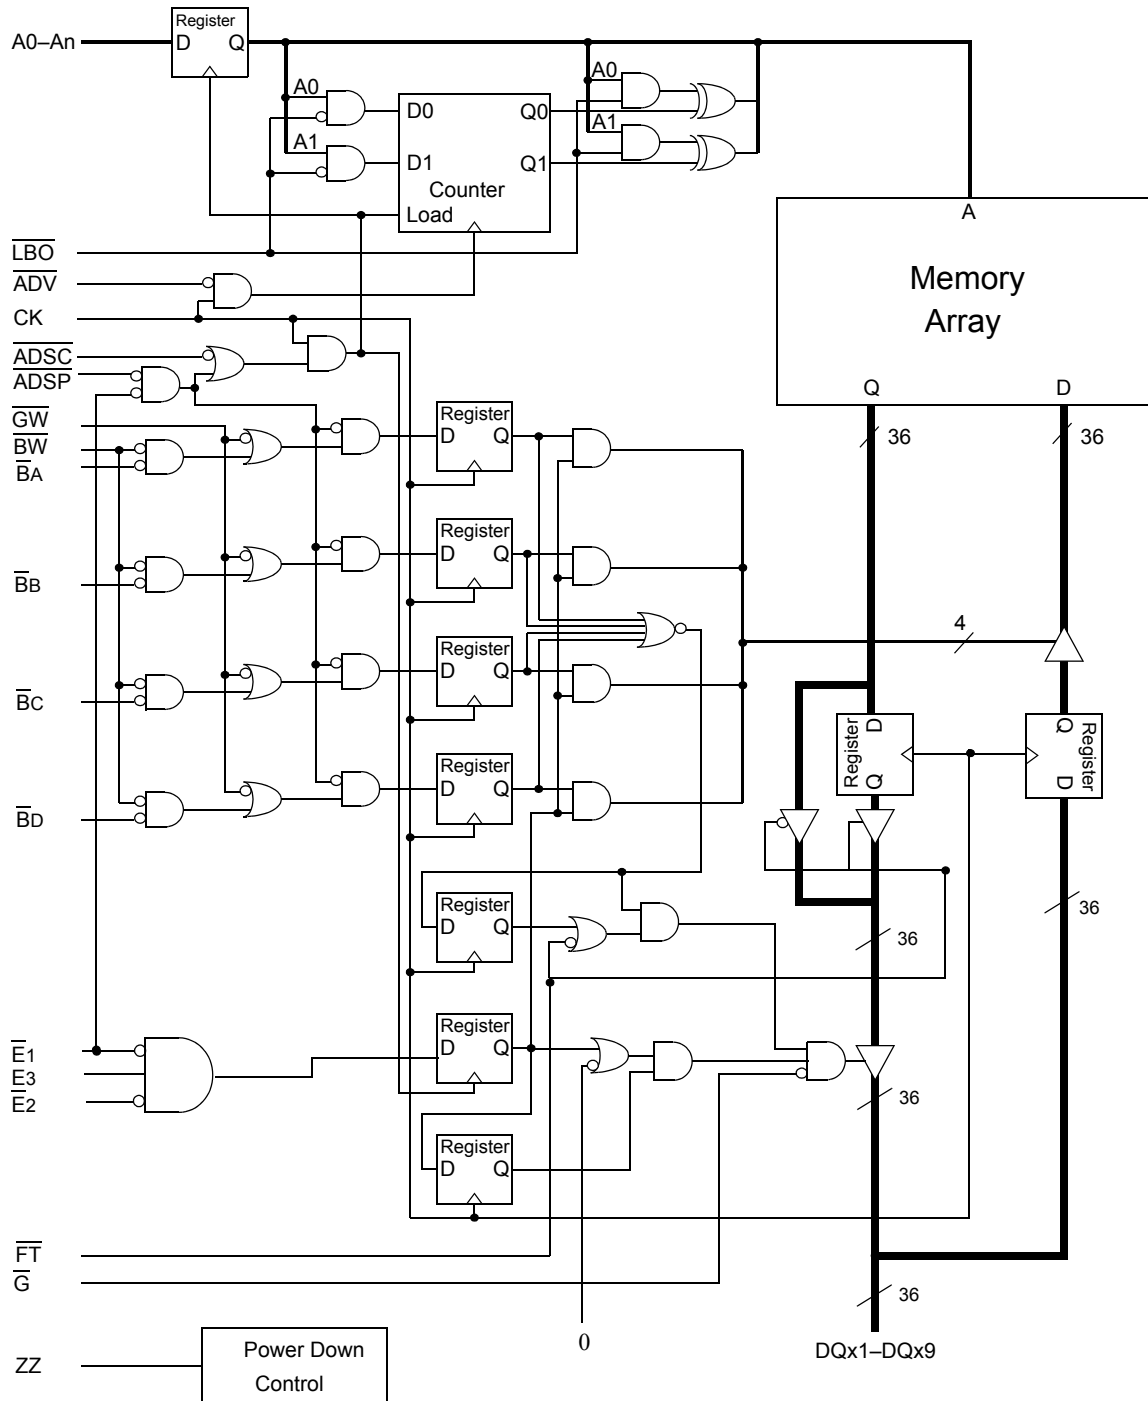 Register
A0–An
D Q
A0
A0
D0
Q0
A1
A1
D1
Q1
Counter
Load
A
LBO
ADV
CK
Memory
Array
ADSC
ADSP
Q
D
GW
BW
BA
Register
D Q
36
36
Register
D Q
BB
4
Register
D Q
BC
Register
D
Q
Q
D
Register
Register
D Q
BD
Register
D Q
36
36
Register
D Q
E1
E3
E2
36
Register
D Q
FT
G
36
0
DQx1–DQx9
ZZ
Power Down
Control